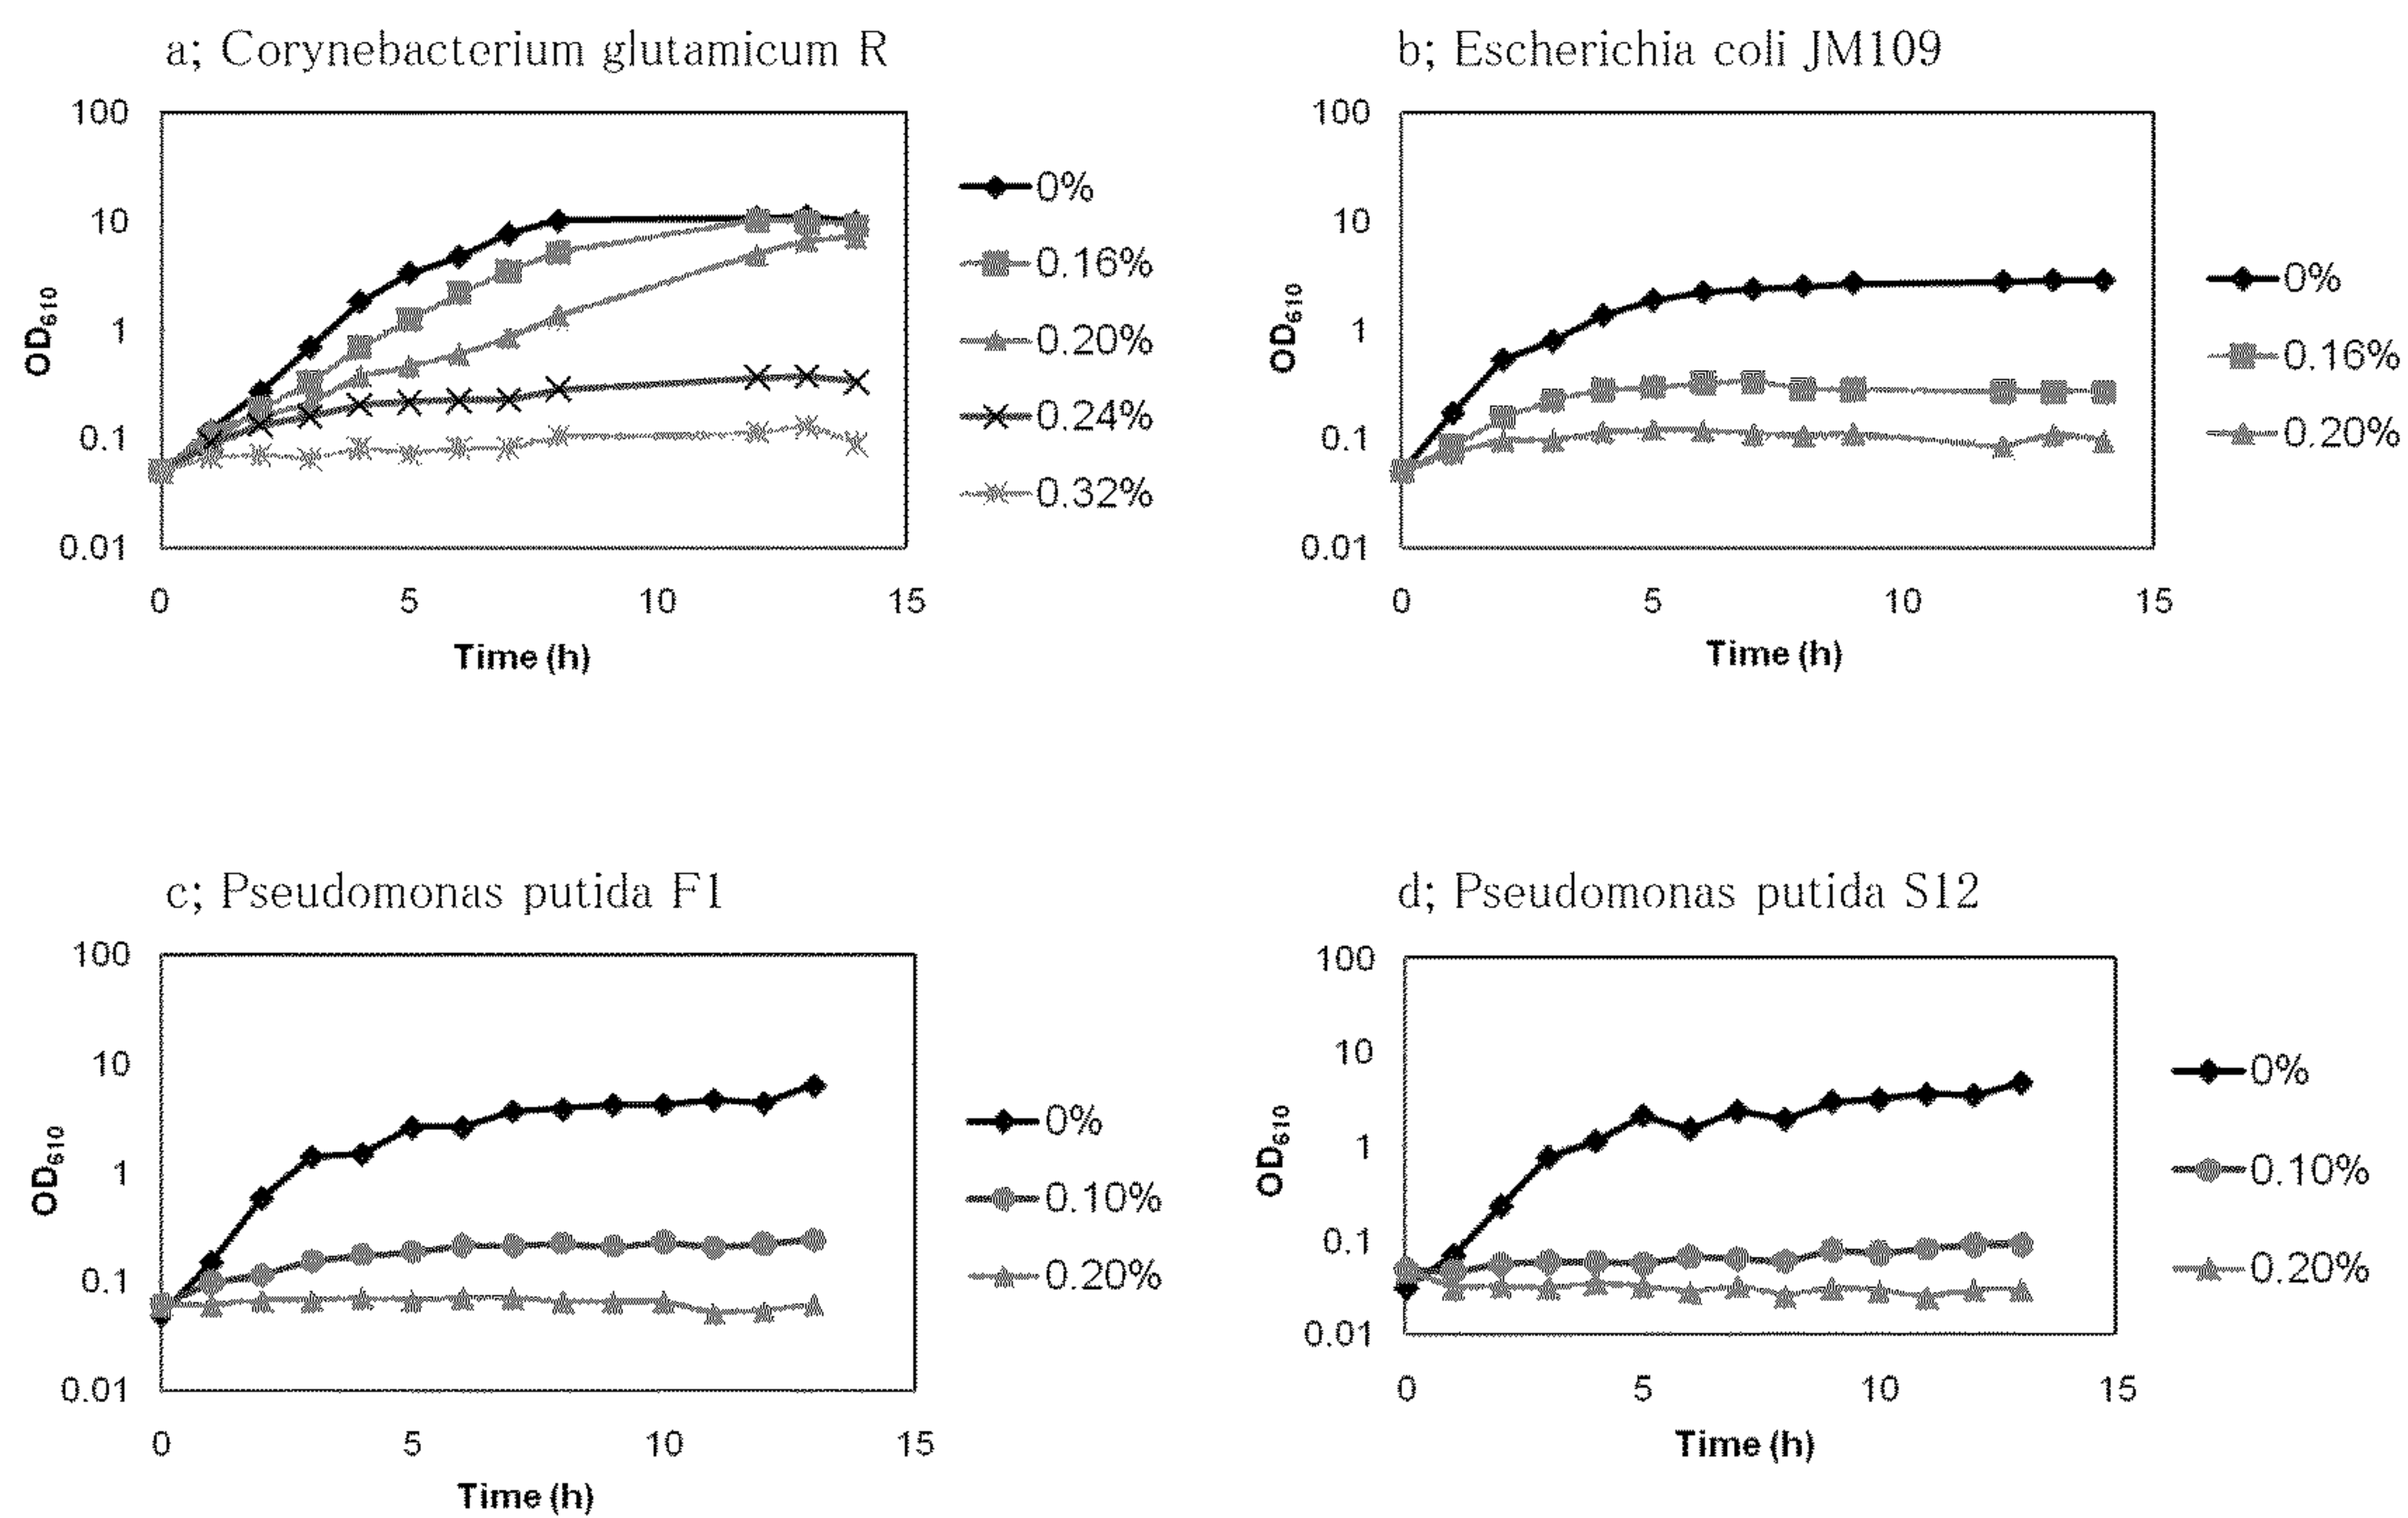 a; Corynebacterium glutamicum R
100
10
1
0.1
0.01
OD610
0 5 10 15
Time (h)
0%
0.16%
0.20%
0.24%
0.32%
b; Escherichia coli JM109
100
10
1
0.1
0.01
OD610
0 5 10 15
Time (h)
0%
0.16%
0.20%
c; Pseudomonas putida F1
100
10
1
0.1
0.01
OD610
0 5 10 15
Time (h)
0%
0.10%
0.20%
d; Pseudomonas putida S12
100
10
1
0.1
0.01
OD610
0 5 10 15
Time (h)
0%
0.10%
0.20%